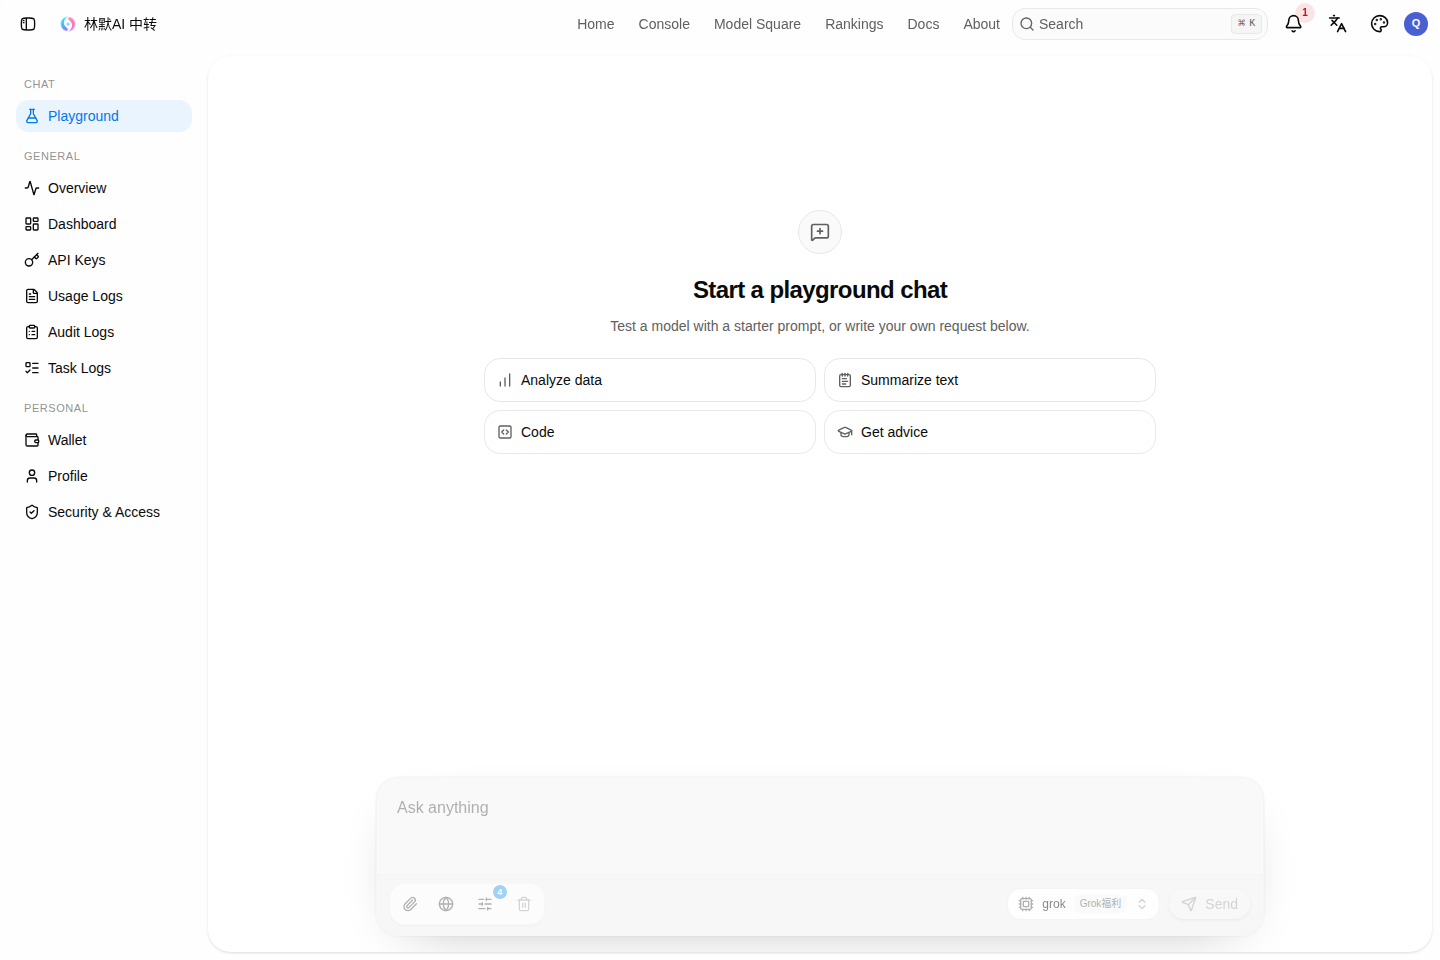 林默AI 中转
Home
Console
Model Square
Rankings
Docs
About
Search
⌘ K
1
Q
CHAT
Playground
GENERAL
Overview
Dashboard
API Keys
Usage Logs
Audit Logs
Task Logs
PERSONAL
Wallet
Profile
Security & Access
Start a playground chat
Test a model with a starter prompt, or write your own request below.
Analyze data
Summarize text
Code
Get advice
Ask anything
4
grok
Grok福利
Send